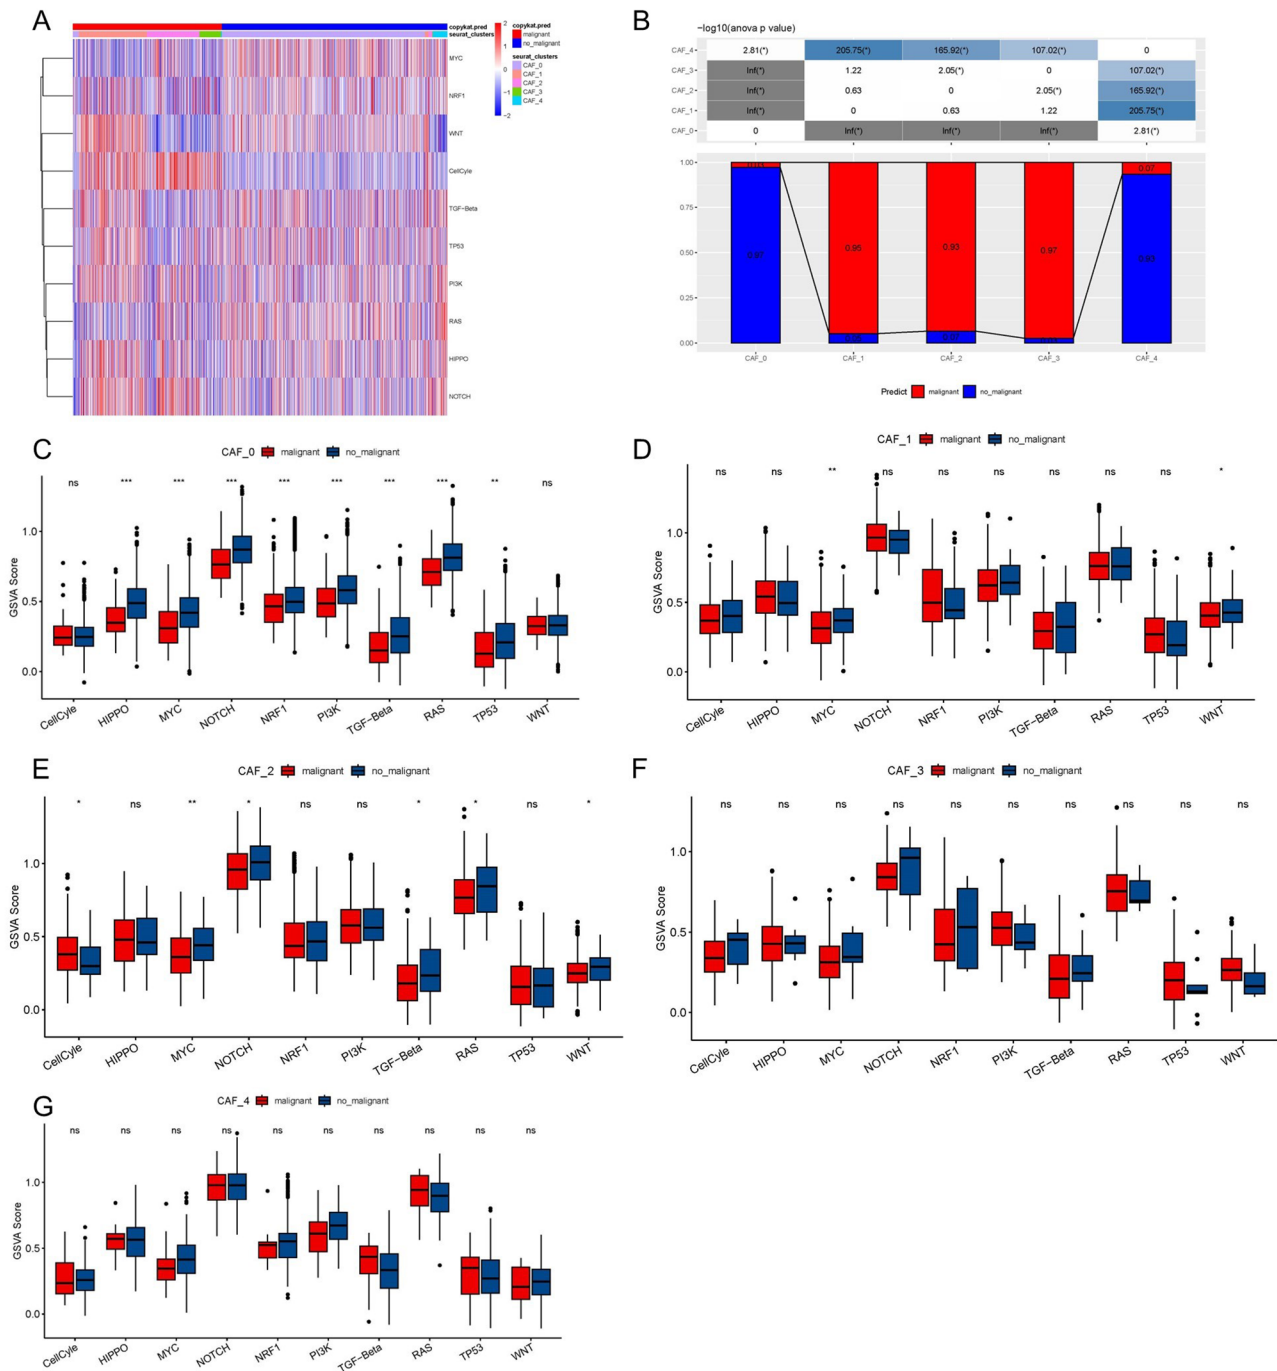 A
copykat.pred
seurat_clusters
MYC
NRF1
WNT
CellCyle
TGF-Beta
TP53
PI3K
RAS
HIPPO
NOTCH
2
1
0
−1
−2
copykat.pred
malignant
no_malignant
seurat_clusters
CAF_0
CAF_1
CAF_2
CAF_3
CAF_4
B
−log10(anova p value)
CAF_4 2.81(*) 205.75(*) 165.92(*) 107.02(*) 0
CAF_3 Inf(*) 1.22 2.05(*) 0 107.02(*)
CAF_2 Inf(*) 0.63 0 2.05(*) 165.92(*)
CAF_1 Inf(*) 0 0.63 1.22 205.75(*)
CAF_0 0 Inf(*) Inf(*) Inf(*) 2.81(*)
1.00
0.75
0.50
0.25
0.00
0.07
0.97 0.95 0.93 0.97 0.93
CAF_0 CAF_1 CAF_2 CAF_3 CAF_4
Predict malignant no_malignant
C
CAF_0 malignant no_malignant
ns *** *** *** *** *** *** *** ** ns
GSVA Score
1.0
0.5
0.0
CellCyle HIPPO MYC NOTCH NRF1 PI3K TGF-Beta RAS TP53 WNT
D
CAF_1 malignant no_malignant
ns ns ** ns ns ns ns ns ns *
GSVA Score
1.0
0.5
0.0
CellCyle HIPPO MYC NOTCH NRF1 PI3K TGF-Beta RAS TP53 WNT
E
CAF_2 malignant no_malignant
* ns ** * ns ns * * ns *
GSVA Score
1.0
0.5
0.0
CellCyle HIPPO MYC NOTCH NRF1 PI3K TGF-Beta RAS TP53 WNT
F
CAF_3 malignant no_malignant
ns ns ns ns ns ns ns ns ns ns
GSVA Score
1.0
0.5
0.0
CellCyle HIPPO MYC NOTCH NRF1 PI3K TGF-Beta RAS TP53 WNT
G
CAF_4 malignant no_malignant
ns ns ns ns ns ns ns ns ns ns
GSVA Score
1.0
0.5
0.0
CellCyle HIPPO MYC NOTCH NRF1 PI3K TGF-Beta RAS TP53 WNT